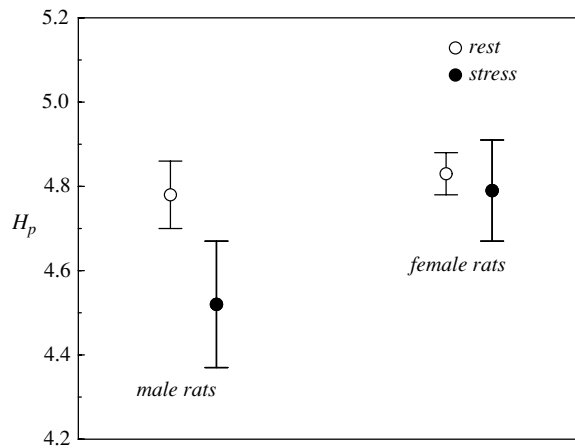 5.2
rest
stress
5.0
4.8
H_p
female rats
4.6
4.4
male rats
4.2